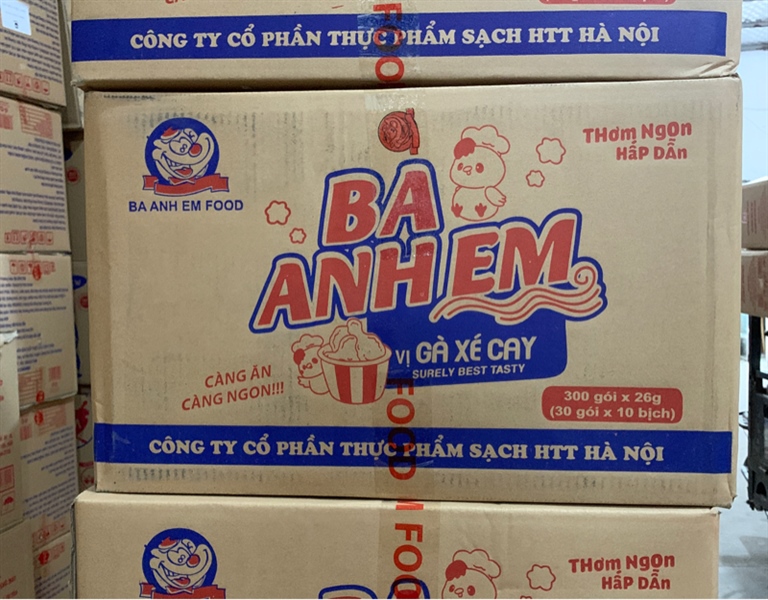 CÔNG TY CỔ PHẦN THỰC PHẨM SẠCH HTT HÀ NỘI
FOOD
BA ANH EM FOOD
THơm NGon
HấP DẪn
BA
ANH EM
VỊ GÀ XÉ CAY
SURELY BEST TASTY
CÀNG ĂN
CÀNG NGON!!!
300 gói x 26g
(30 gói x 10 bịch)
FOOD
CÔNG TY CỔ PHẦN THỰC PHẨM SẠCH HTT HÀ NỘI
M FOO
THơm NGon
HấP DẪn